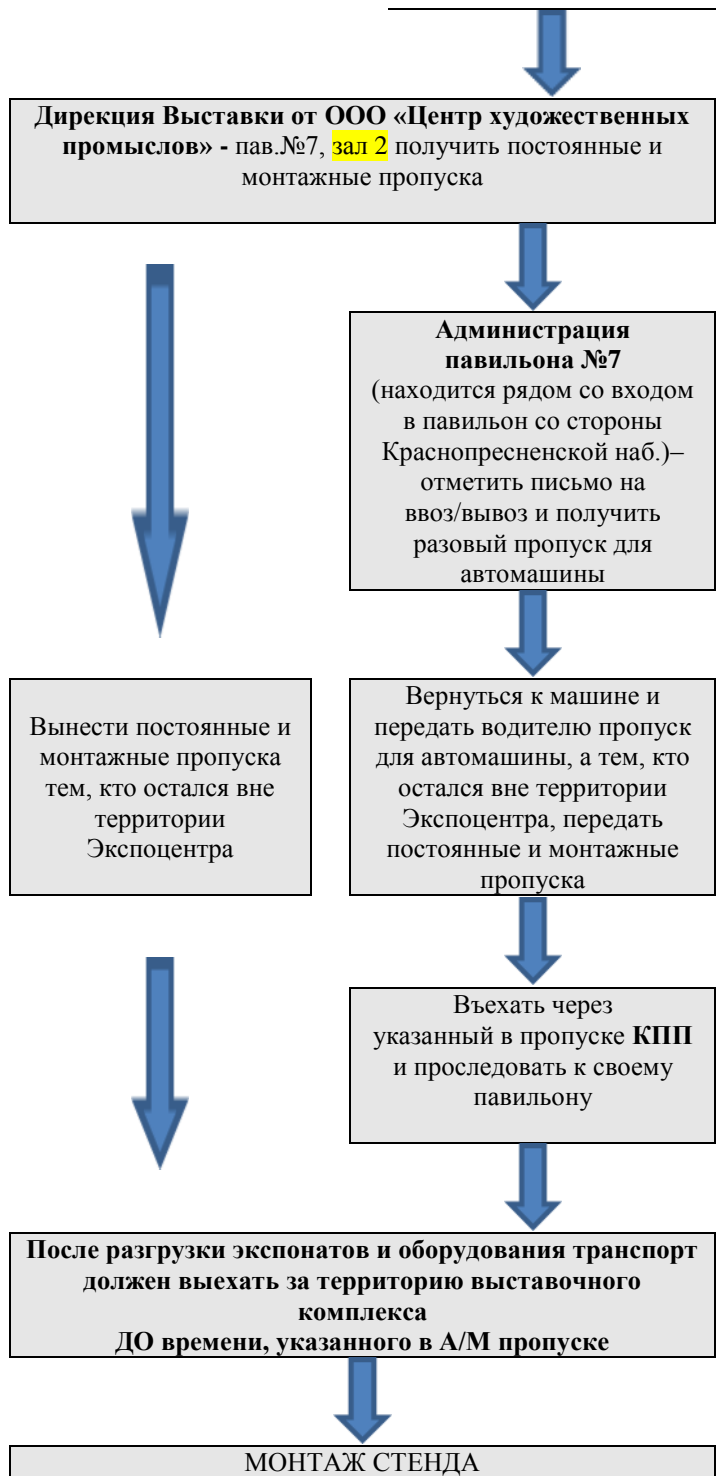 Дирекция Выставки от ООО «Центр художественных
промыслов» - пав.№7, зал 2 получить постоянные и
монтажные пропуска
Администрация
павильона №7
(находится рядом со входом
в павильон со стороны
Краснопресненской наб.)–
отметить письмо на
ввоз/вывоз и получить
разовый пропуск для
автомашины
Вынести постоянные и
монтажные пропуска
тем, кто остался вне
территории
Экспоцентра
Вернуться к машине и
передать водителю пропуск
для автомашины, а тем, кто
остался вне территории
Экспоцентра, передать
постоянные и монтажные
пропуска
Въехать через
указанный в пропуске КПП
и проследовать к своему
павильону
После разгрузки экспонатов и оборудования транспорт
должен выехать за территорию выставочного
комплекса
ДО времени, указанного в А/М пропуске
МОНТАЖ СТЕНДА